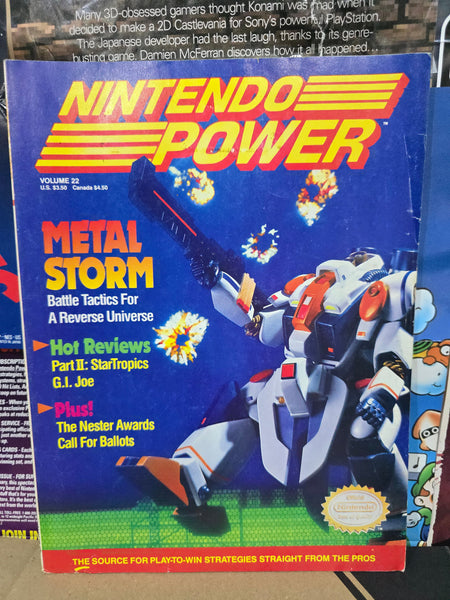 Many 3D-obsessed gamers thought Konami was mad when it
decided to make a 2D Castlevania for Sony's powerful PlayStation.
The Japanese developer had the last laugh, thanks to its genre-
busting game. Damien McFerran discovers how it all happened...
NINTENDO
POWER
TM
VOLUME 22
U.S. $3.50 Canada $4.50
METAL
STORM
Battle Tactics For
A Reverse Universe
Hot Reviews
Part II: StarTropics
G.I. Joe
Plus!
The Nester Awards
Call For Ballots
Nintendo
THE SOURCE FOR PLAY-TO-WIN STRATEGIES STRAIGHT FROM THE PROS
JOIN